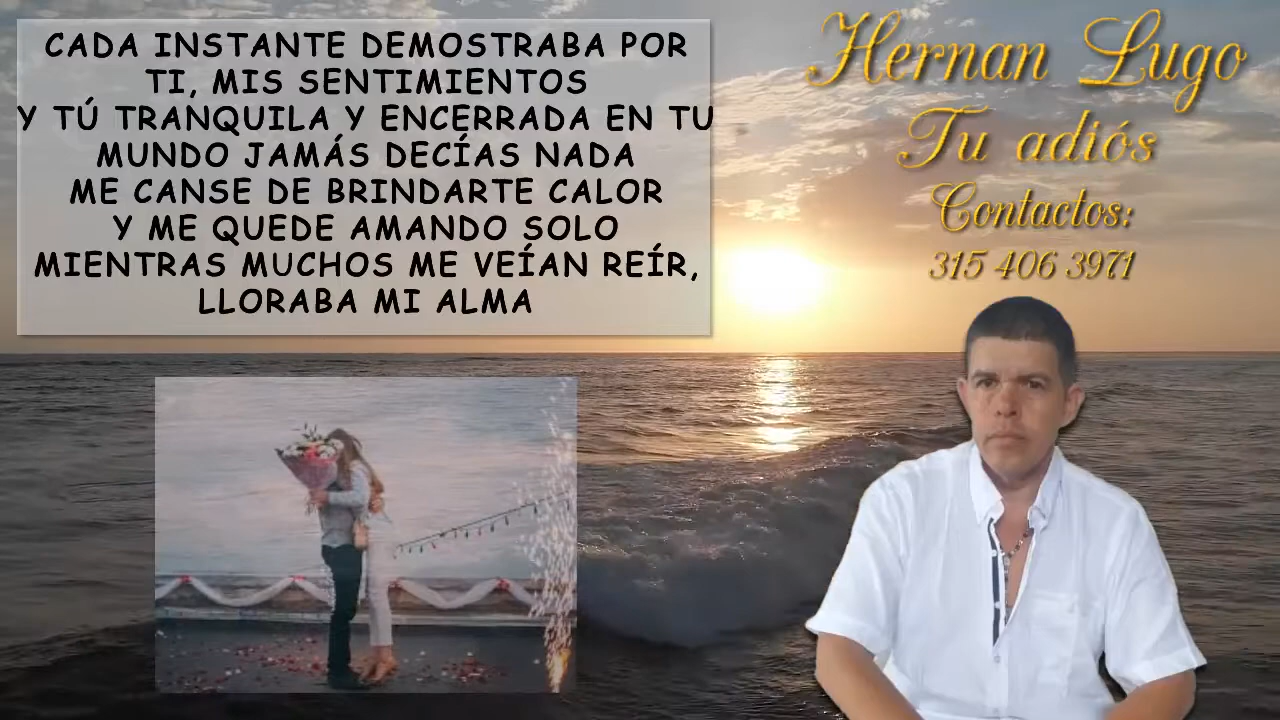 CADA INSTANTE DEMOSTRABA POR
TI, MIS SENTIMIENTOS
Y TÚ TRANQUILA Y ENCERRADA EN TU
MUNDO JAMÁS DECÍAS NADA
ME CANSE DE BRINDARTE CALOR
Y ME QUEDE AMANDO SOLO
MIENTRAS MUCHOS ME VEÍAN REÍR,
LLORABA MI ALMA
Hernan Lugo
Tu adiós
Contactos:
315 406 3971